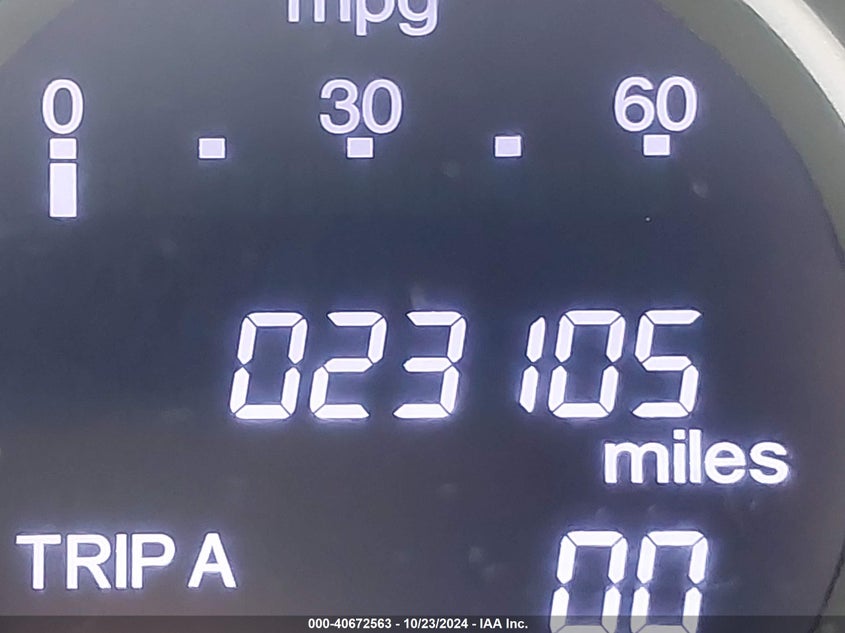 mpg
0 30 60
023105
miles
TRIP A 00
000-40672563 - 10/23/2024 - IAA Inc.